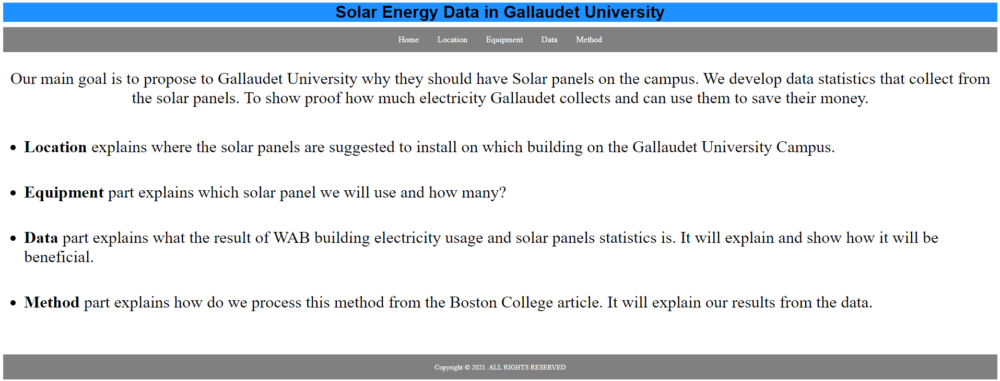 Solar Energy Data in Gallaudet University
Home Location Equipment Data Method
Our main goal is to propose to Gallaudet University why they should have Solar panels on the campus. We develop data statistics that collect from
the solar panels. To show proof how much electricity Gallaudet collects and can use them to save their money.
• Location explains where the solar panels are suggested to install on which building on the Gallaudet University Campus.
• Equipment part explains which solar panel we will use and how many?
• Data part explains what the result of WAB building electricity usage and solar panels statistics is. It will explain and show how it will be
beneficial.
• Method part explains how do we process this method from the Boston College article. It will explain our results from the data.
Copyright © 2021. ALL RIGHTS RESERVED